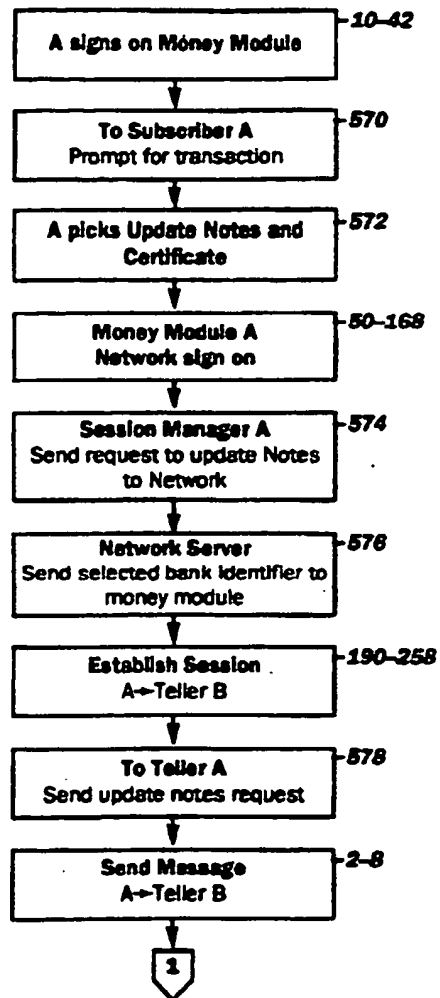 A signs on Money Module
10–42
To Subscriber A
Prompt for transaction
570
A picks Update Notes and
Certificate
572
Money Module A
Network sign on
50–168
Session Manager A
Send request to update Notes
to Network
574
Network Server
Send selected bank identifier to
money module
576
Establish Session
A→Teller B
190–258
To Teller A
Send update notes request
578
Send Message
A→Teller B
2–8
1